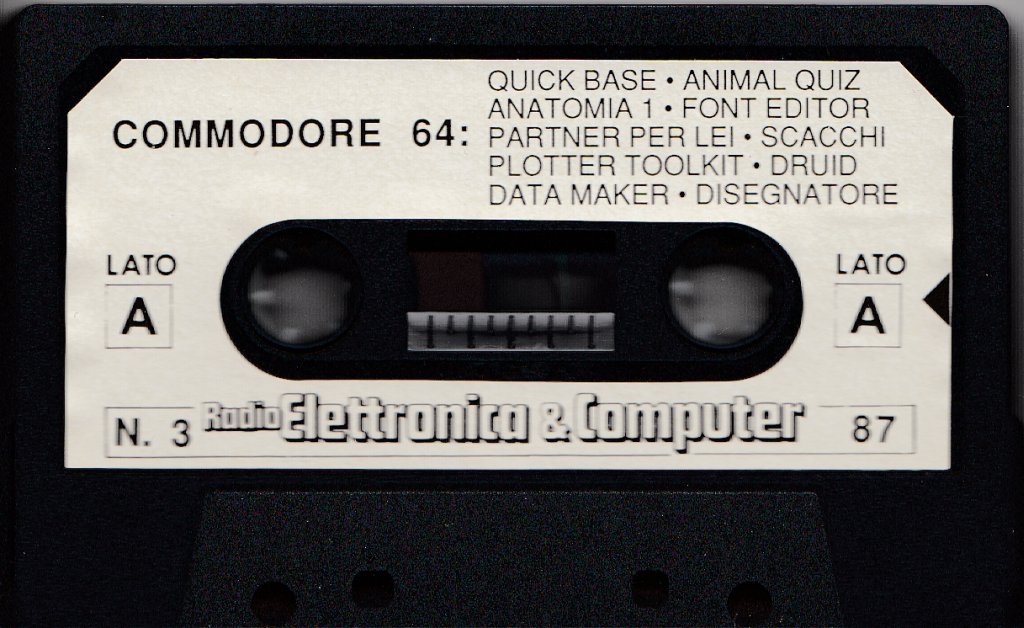 COMMODORE 64:
QUICK BASE • ANIMAL QUIZ
ANATOMIA 1 • FONT EDITOR
PARTNER PER LEI • SCACCHI
PLOTTER TOOLKIT • DRUID
DATA MAKER • DISEGNATORE
LATO
A
LATO
A
N. 3 Radio Elettronica & Computer 87